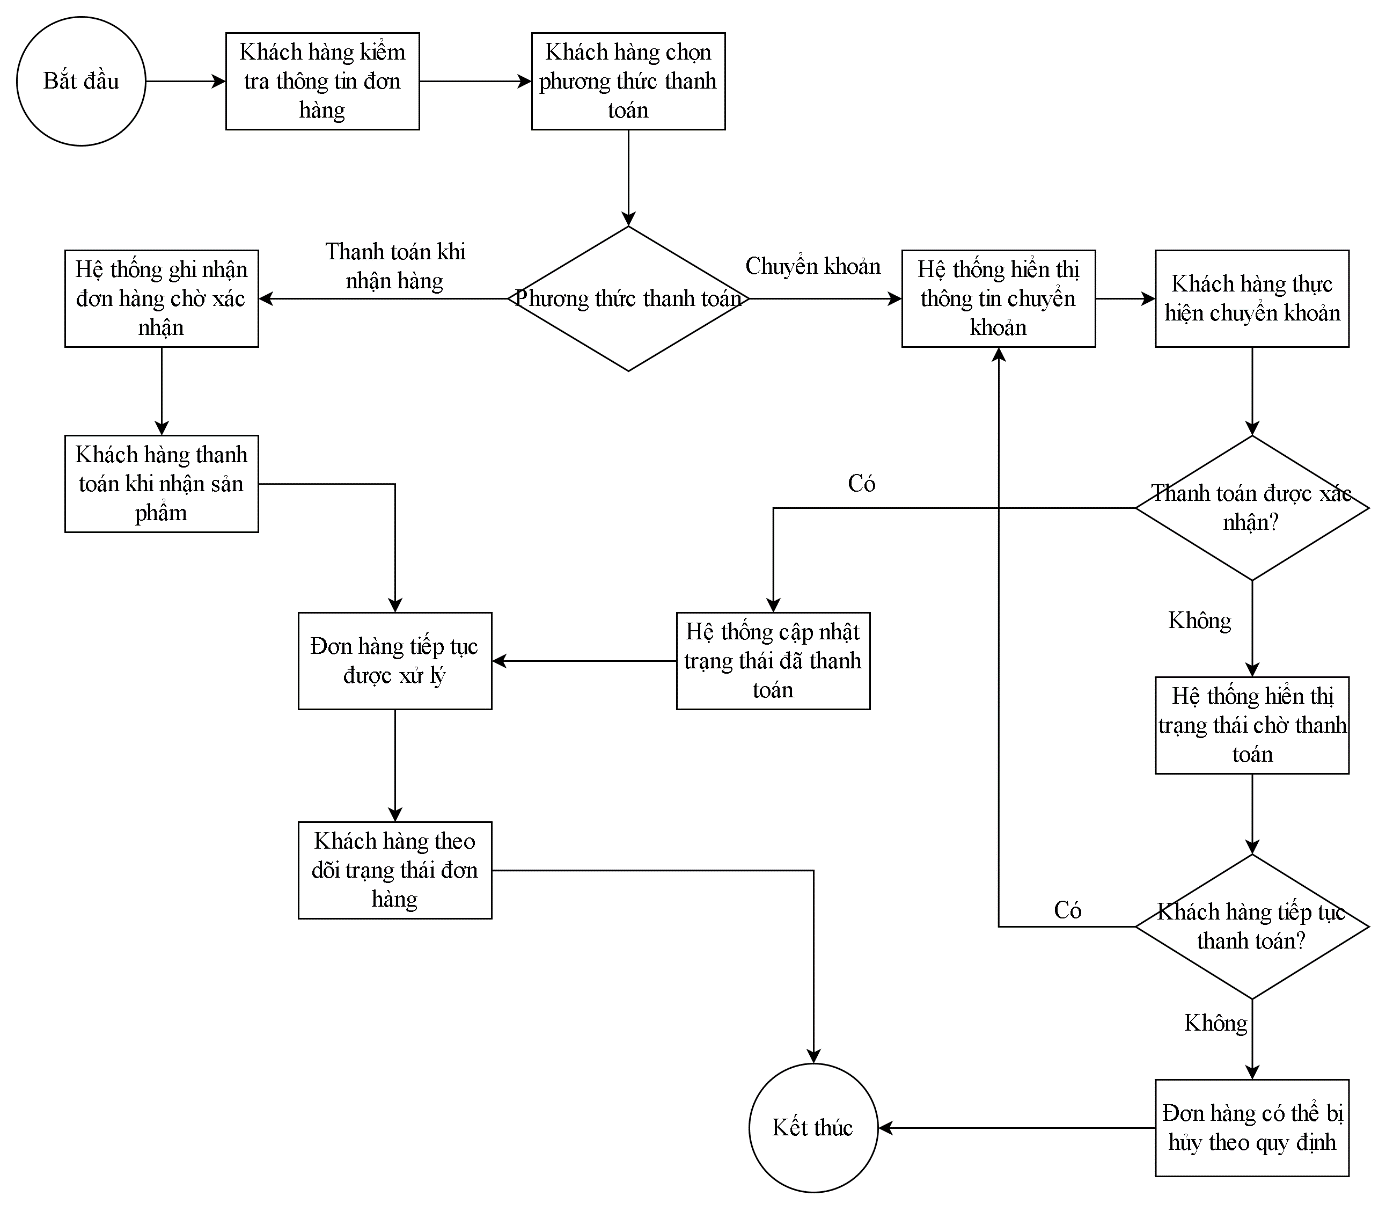 Bắt đầu
Khách hàng kiểm
tra thông tin đơn
hàng
Khách hàng chọn
phương thức thanh
toán
Thanh toán khi
nhận hàng
Phương thức thanh toán
Chuyển khoản
Hệ thống ghi nhận
đơn hàng chờ xác
nhận
Hệ thống hiển thị
thông tin chuyển
khoản
Khách hàng thực
hiện chuyển khoản
Khách hàng thanh
toán khi nhận sản
phẩm
Có
Thanh toán được xác
nhận?
Không
Đơn hàng tiếp tục
được xử lý
Hệ thống cập nhật
trạng thái đã thanh
toán
Hệ thống hiển thị
trạng thái chờ thanh
toán
Khách hàng theo
dõi trạng thái đơn
hàng
Có
Khách hàng tiếp tục
thanh toán?
Không
Kết thúc
Đơn hàng có thể bị
hủy theo quy định